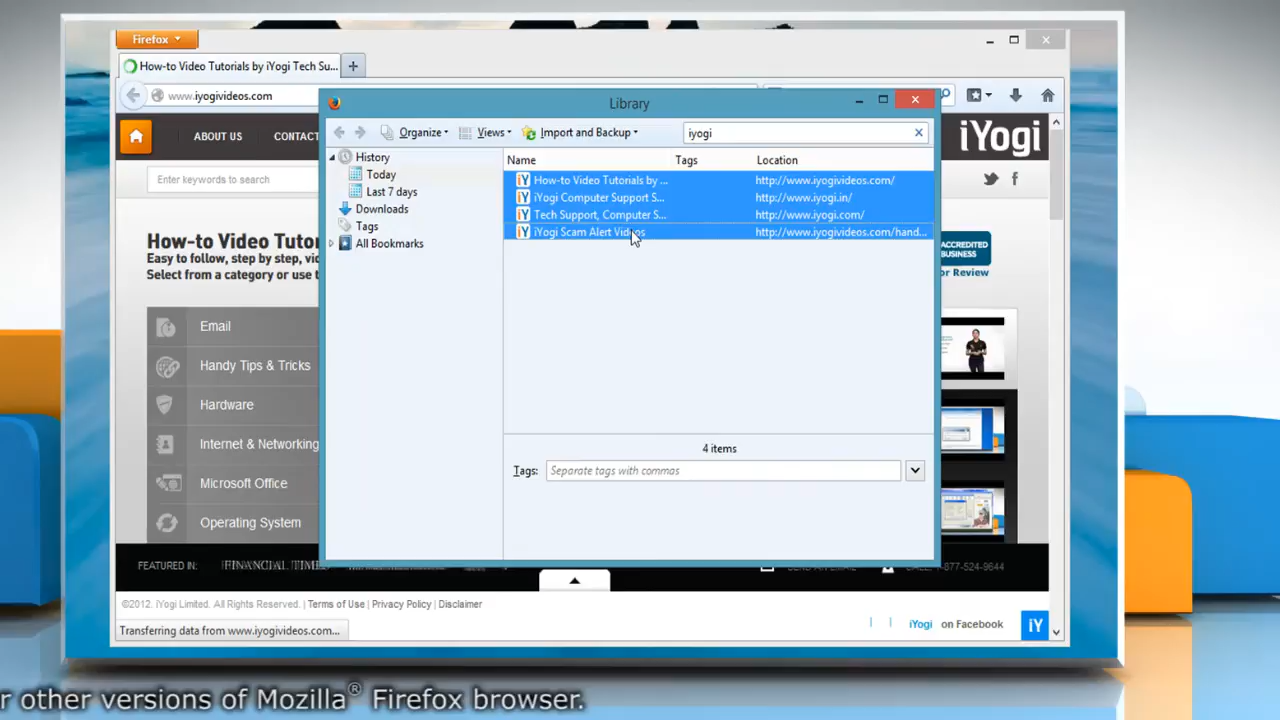 Firefox
How-to Video Tutorials by iYogi Tech Su...
www.iyogivideos.com
ABOUT US
CONTACT
iYogi
Enter keywords to search
How-to Video Tutor
Easy to follow, step by step, vi
Select from a category or use t
Email
Handy Tips & Tricks
Hardware
Internet & Networking
Microsoft Office
Operating System
Library
Organize
Views
Import and Backup
iyogi
History
Today
Last 7 days
Downloads
Tags
All Bookmarks
Name Tags Location
How-to Video Tutorials by ... http://www.iyogivideos.com/
iYogi Computer Support S... http://www.iyogi.in/
Tech Support, Computer S... http://www.iyogi.com/
iYogi Scam Alert Videos http://www.iyogivideos.com/hand...
4 items
Tags: Separate tags with commas
ACCREDITED
BUSINESS
or Review
FEATURED IN:
FINANCIAL TIMES
-877-524-9644
©2012. iYogi Limited. All Rights Reserved. | Terms of Use | Privacy Policy | Disclaimer
iYogi on Facebook
iY
Transferring data from www.iyogivideos.com...
r other versions of Mozilla® Firefox browser.